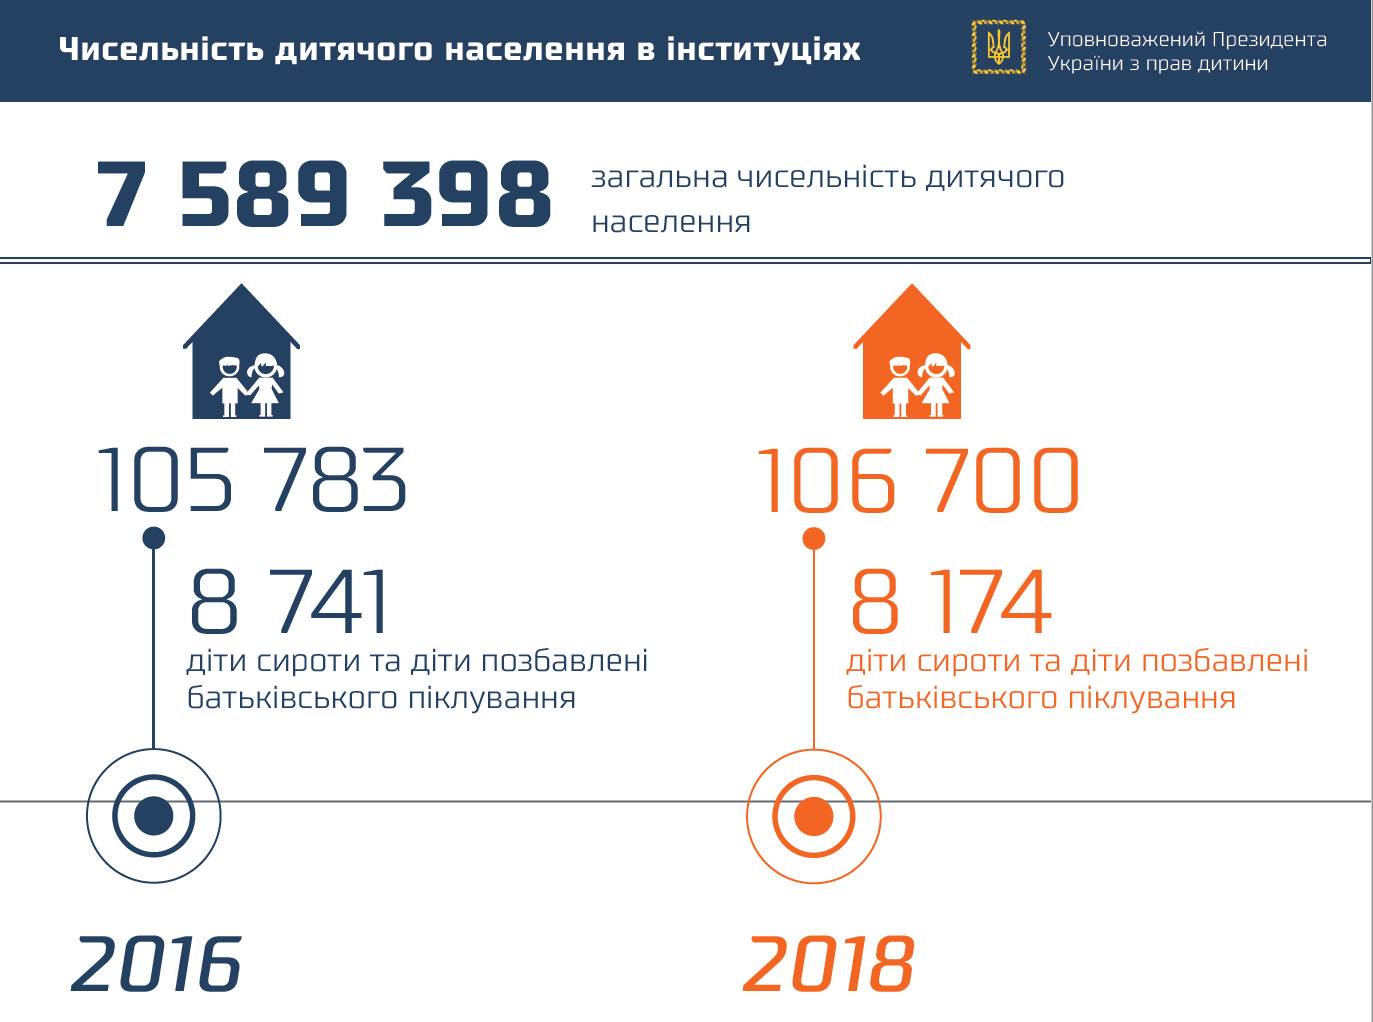 Чисельність дитячого населення в інституціях
Уповноважений Президента
України з прав дитини
7 589 398
загальна чисельність дитячого
населення
105 783
8 741
діти сироти та діти позбавлені
батьківського піклування
2016
106 700
8 174
діти сироти та діти позбавлені
батьківського піклування
2018